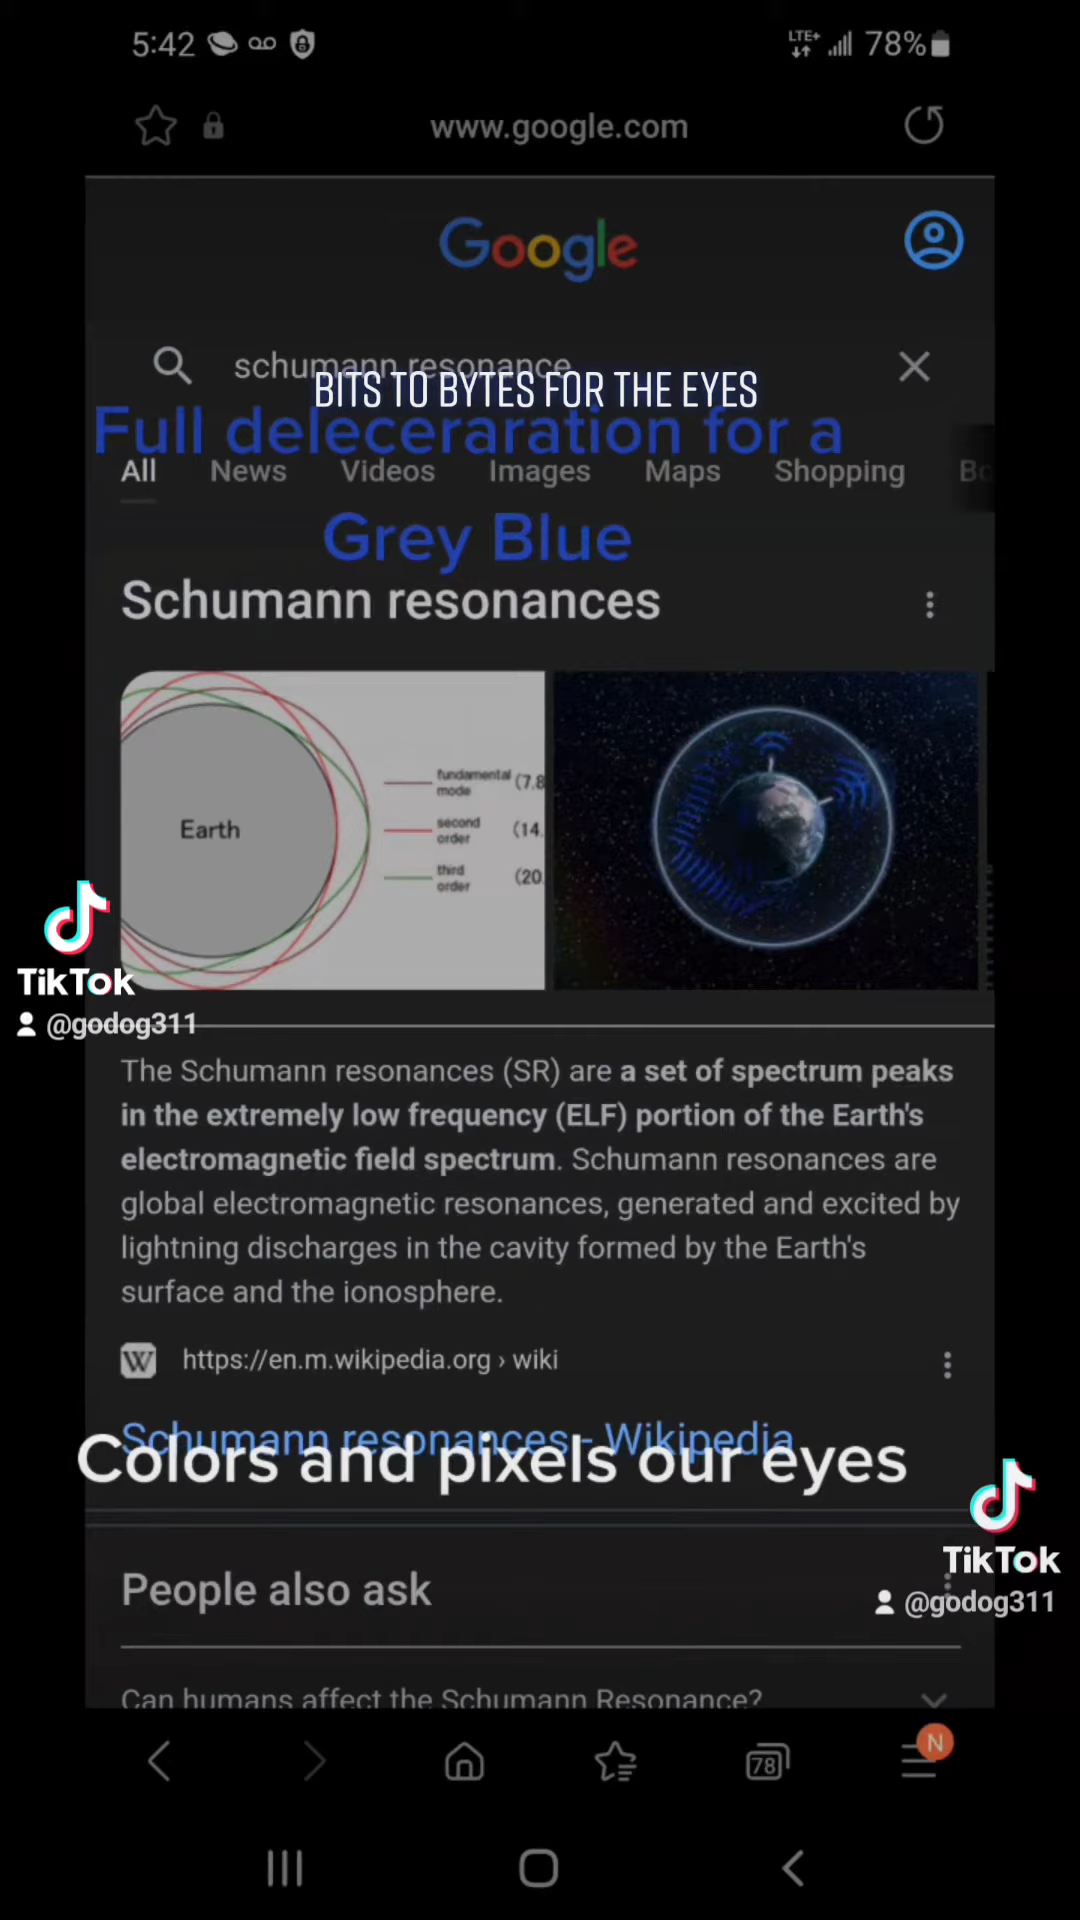 5:42
LTE+ 78%
www.google.com
Google
schumann resonance
BITS TO BYTES FOR THE EYES
Full deleceraration for a
All News Videos Images Maps Shopping
Grey Blue
Schumann resonances
Earth
fundamental mode (7.8
second order (14.
third order (20.
TikTok
@godog311
The Schumann resonances (SR) are a set of spectrum peaks
in the extremely low frequency (ELF) portion of the Earth's
electromagnetic field spectrum. Schumann resonances are
global electromagnetic resonances, generated and excited by
lightning discharges in the cavity formed by the Earth's
surface and the ionosphere.
W https://en.m.wikipedia.org › wiki
Schumann resonances - Wikipedia
Colors and pixels our eyes
TikTok
@godog311
People also ask
Can humans affect the Schumann Resonance?
78
N